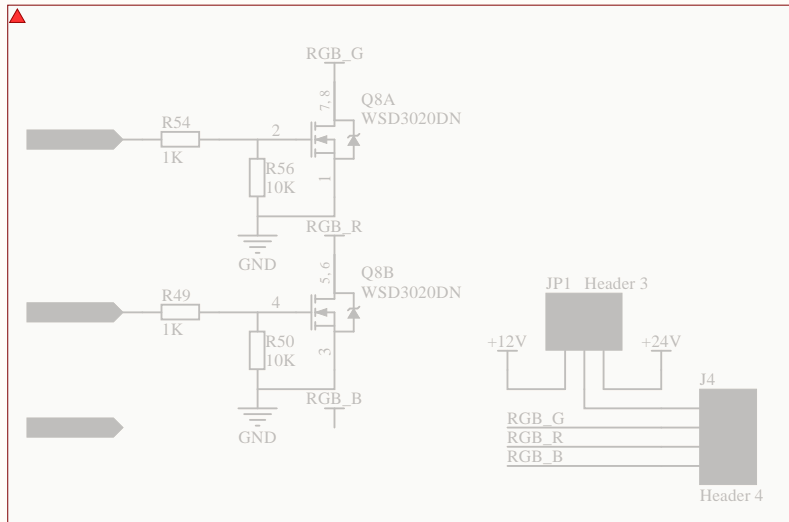 RGB_G
Q8A
WSD3020DN
7, 8
R54
2
1K
R56
10K
1
GND
RGB_R
Q8B
WSD3020DN
5, 6
R49
4
1K
R50
10K
3
GND
RGB_B
JP1 Header 3
+12V
+24V
J4
RGB_G
RGB_R
RGB_B
Header 4